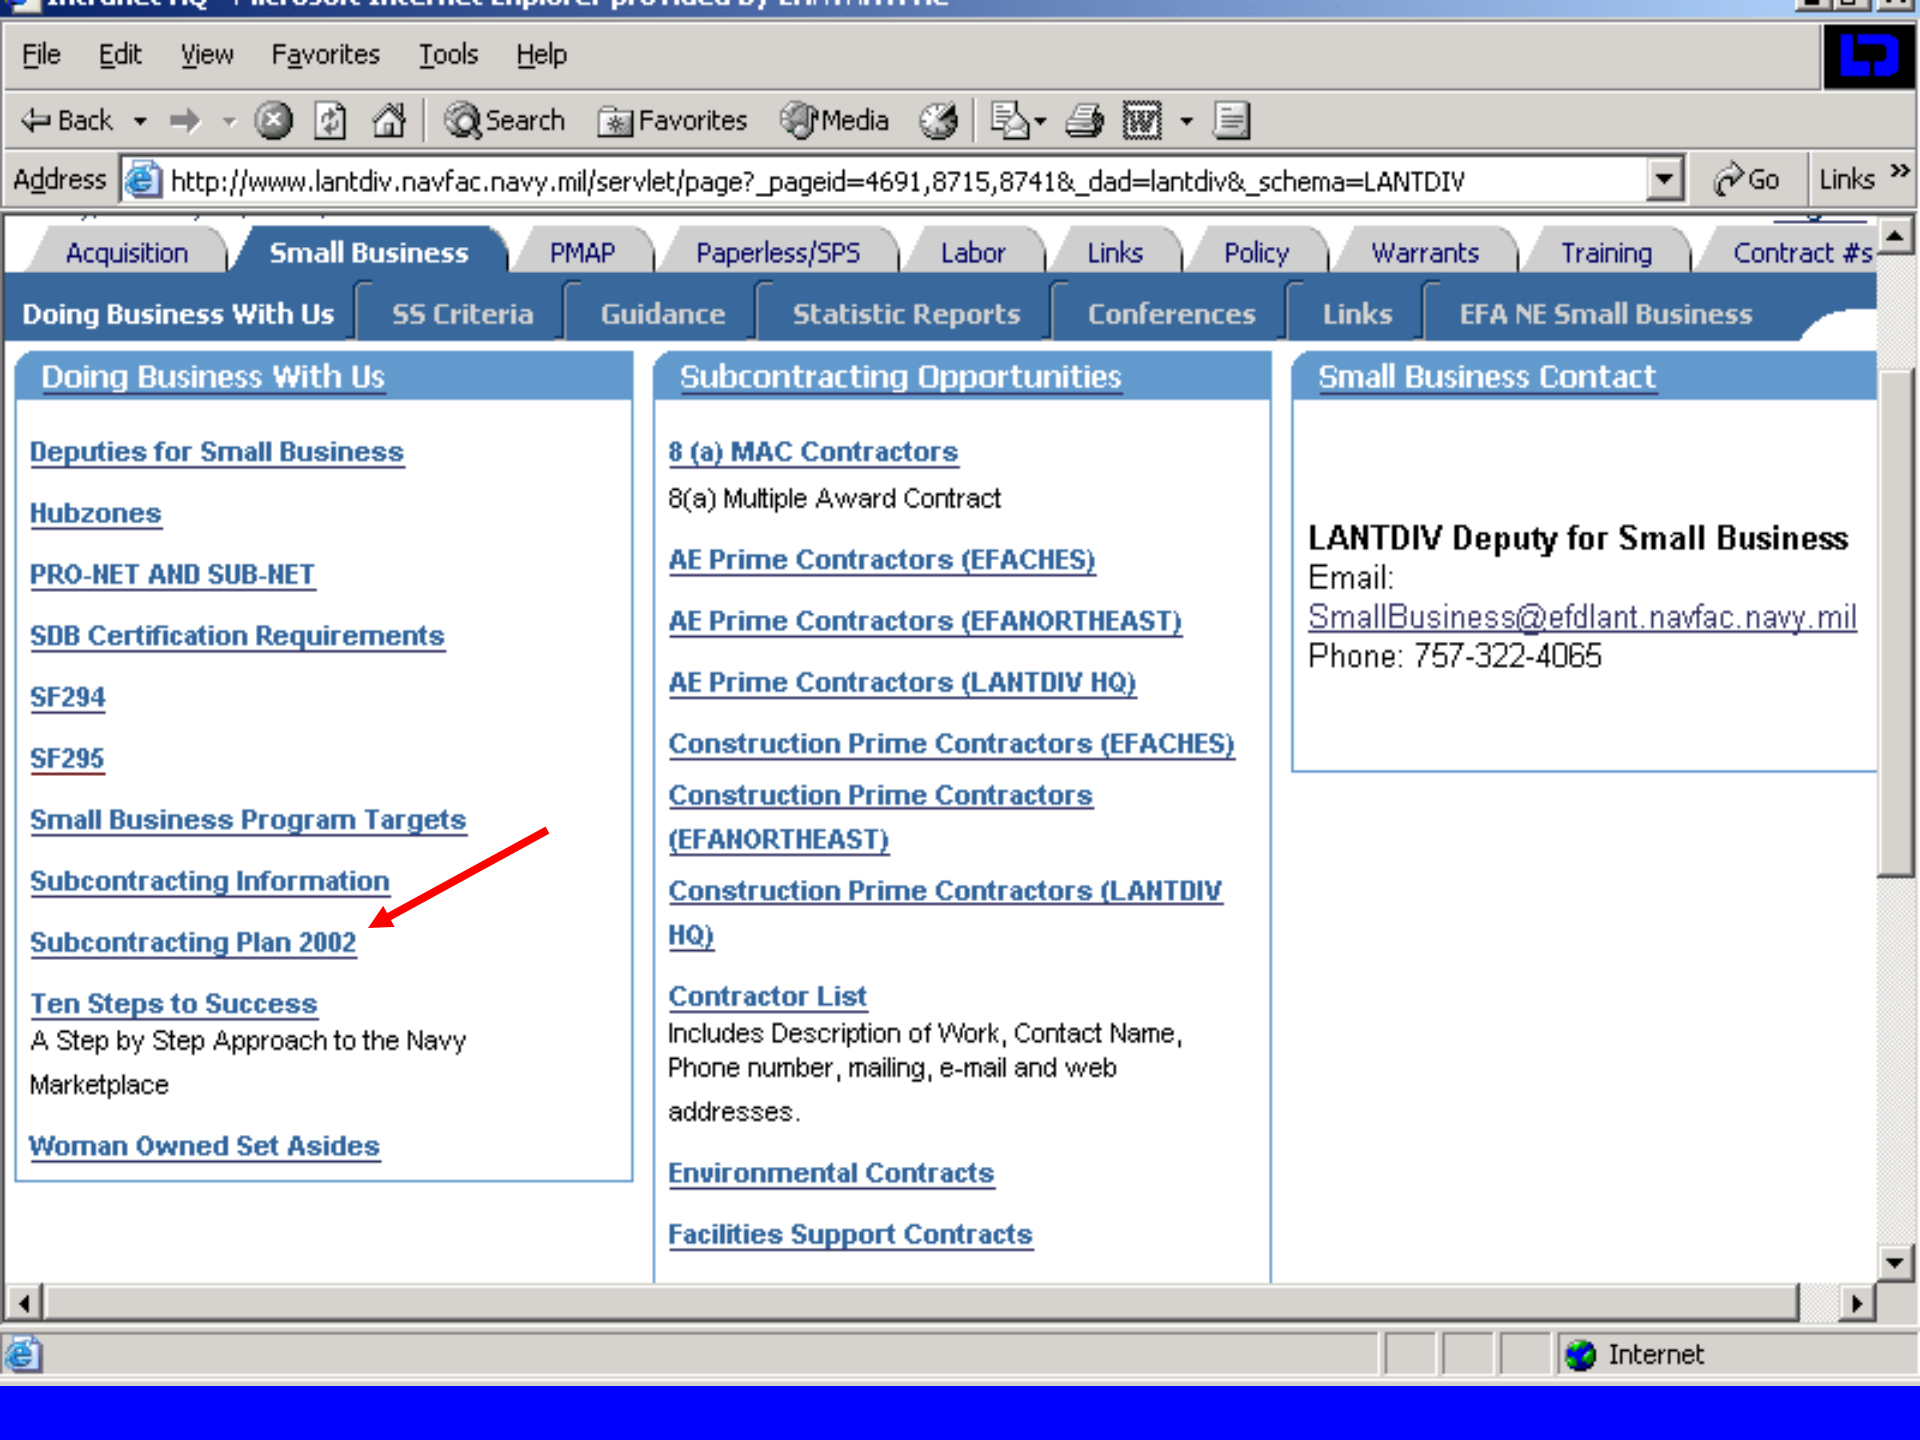 Intranet HQ - Microsoft Internet Explorer provided by
File Edit View Favorites Tools Help
Back Search Favorites Media
Address http://www.lantdiv.navfac.navy.mil/servlet/page?_pageid=4691,8715,8741&_dad=lantdiv&_schema=LANTDIV Go Links »
Acquisition Small Business PMAP Paperless/SPS Labor Links Policy Warrants Training Contract #s
Doing Business With Us SS Criteria Guidance Statistic Reports Conferences Links EFA NE Small Business
Doing Business With Us
Deputies for Small Business
Hubzones
PRO-NET AND SUB-NET
SDB Certification Requirements
SF294
SF295
Small Business Program Targets
Subcontracting Information
Subcontracting Plan 2002
Ten Steps to Success
A Step by Step Approach to the Navy
Marketplace
Woman Owned Set Asides
Subcontracting Opportunities
8 (a) MAC Contractors
8(a) Multiple Award Contract
AE Prime Contractors (EFACHES)
AE Prime Contractors (EFANORTHEAST)
AE Prime Contractors (LANTDIV HQ)
Construction Prime Contractors (EFACHES)
Construction Prime Contractors
(EFANORTHEAST)
Construction Prime Contractors (LANTDIV
HQ)
Contractor List
Includes Description of Work, Contact Name,
Phone number, mailing, e-mail and web
addresses.
Environmental Contracts
Facilities Support Contracts
Small Business Contact
LANTDIV Deputy for Small Business
Email:
SmallBusiness@efdlant.navfac.navy.mil
Phone: 757-322-4065
Internet